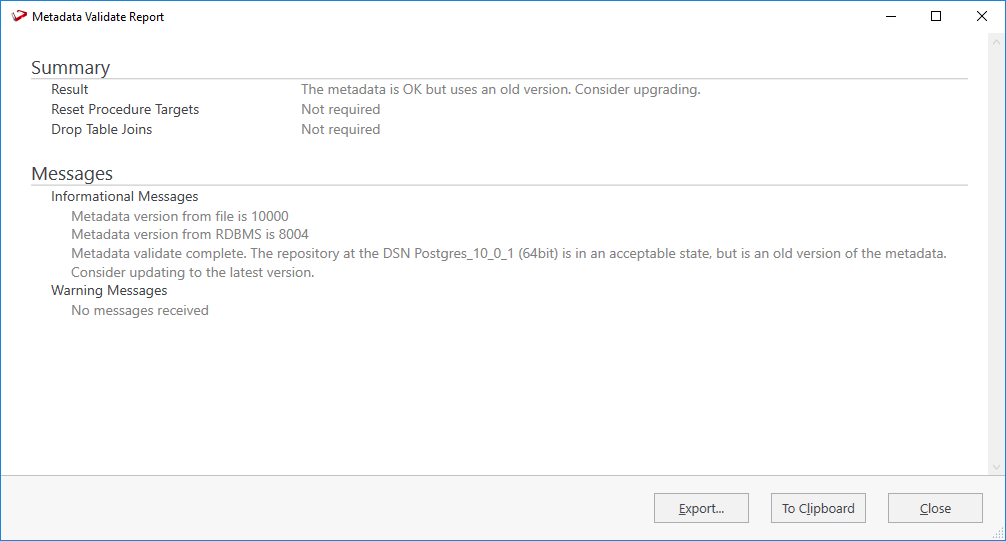 Metadata Validate Report
Summary
Result The metadata is OK but uses an old version. Consider upgrading.
Reset Procedure Targets Not required
Drop Table Joins Not required
Messages
Informational Messages
Metadata version from file is 10000
Metadata version from RDBMS is 8004
Metadata validate complete. The repository at the DSN Postgres_10_0_1 (64bit) is in an acceptable state, but is an old version of the metadata.
Consider updating to the latest version.
Warning Messages
No messages received
Export... To Clipboard Close